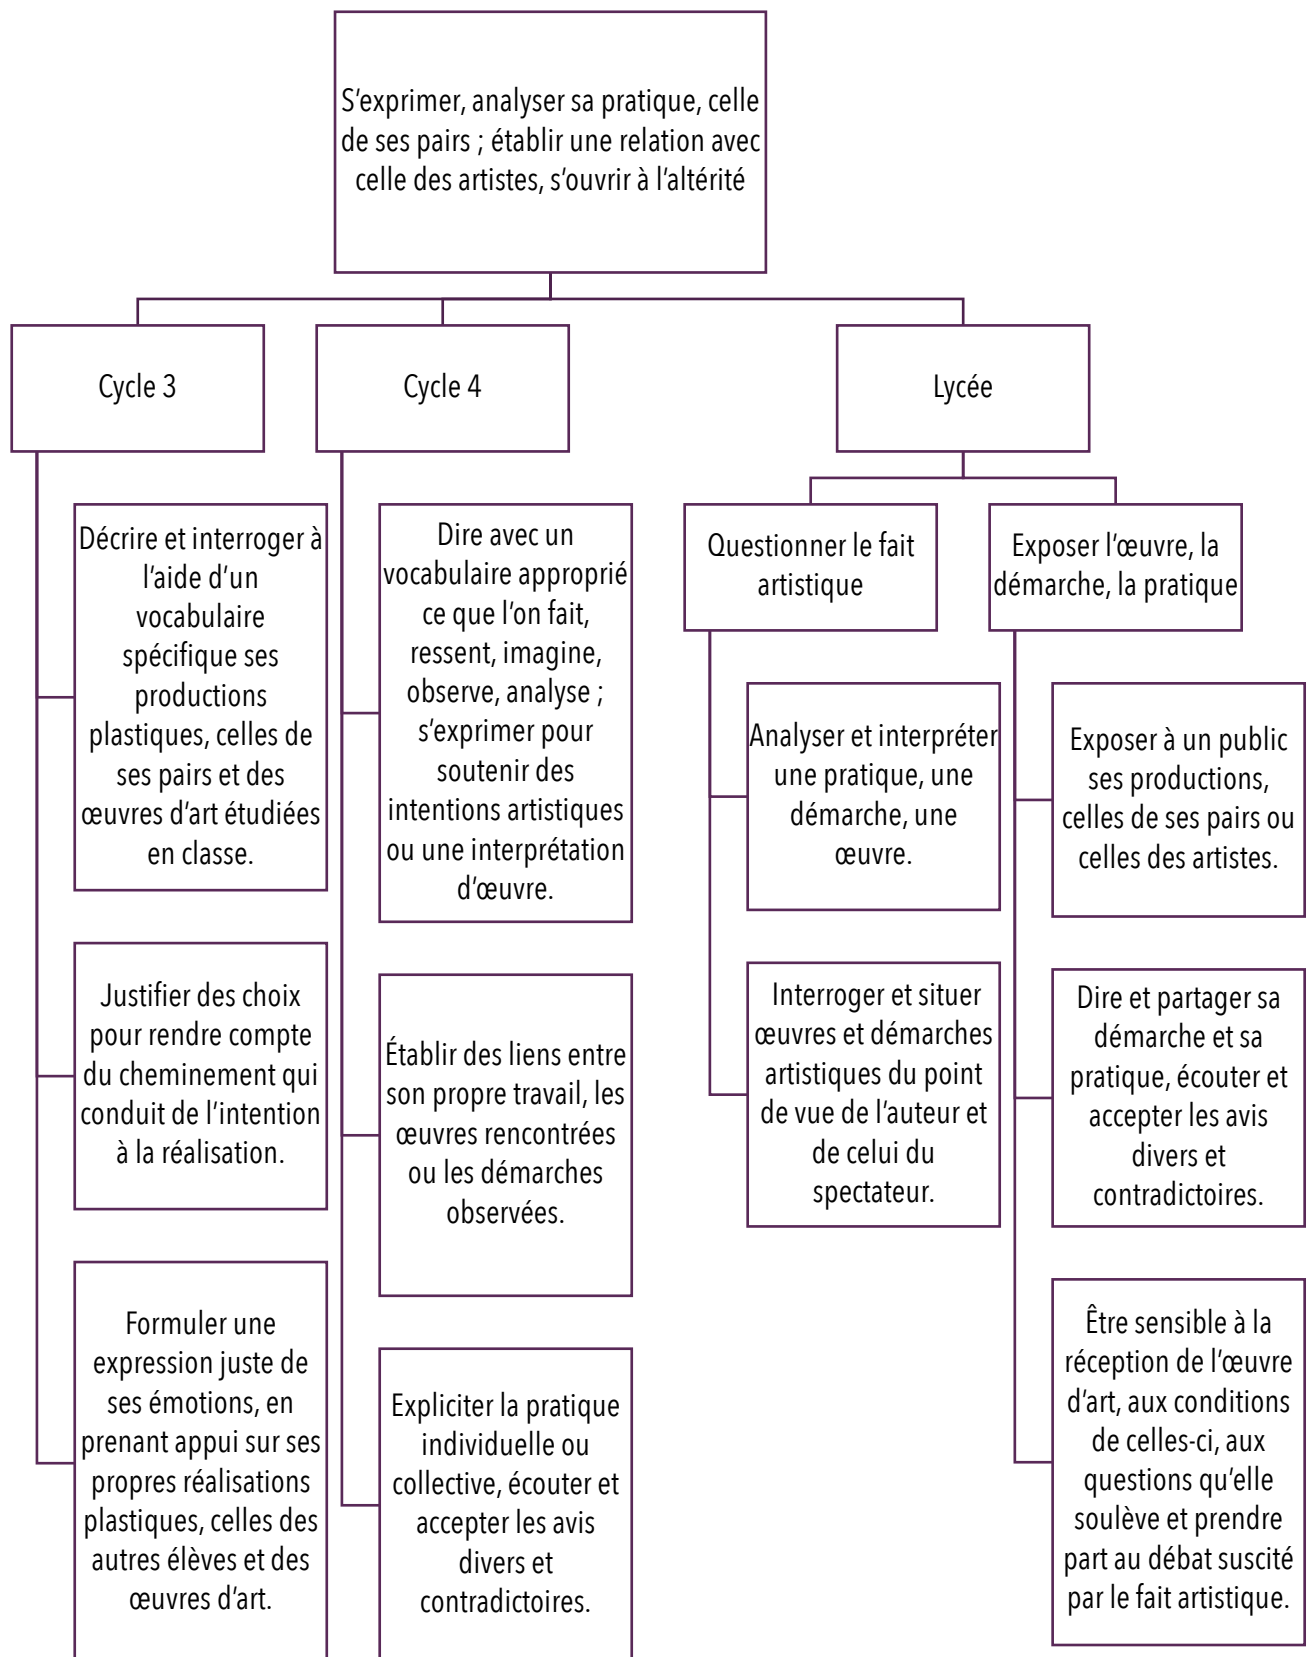 S'exprimer, analyser sa pratique, celle
de ses pairs ; établir une relation avec
celle des artistes, s'ouvrir à l'altérité
Cycle 3
Décrire et interroger à
l'aide d'un
vocabulaire
spécifique ses
productions
plastiques, celles de
ses pairs et des
œuvres d'art étudiées
en classe.
Justifier des choix
pour rendre compte
du cheminement qui
conduit de l'intention
à la réalisation.
Formuler une
expression juste de
ses émotions, en
prenant appui sur ses
propres réalisations
plastiques, celles des
autres élèves et des
œuvres d'art.
Cycle 4
Dire avec un
vocabulaire approprié
ce que l'on fait,
ressent, imagine,
observe, analyse ;
s'exprimer pour
soutenir des
intentions artistiques
ou une interprétation
d'œuvre.
Établir des liens entre
son propre travail, les
œuvres rencontrées
ou les démarches
observées.
Expliciter la pratique
individuelle ou
collective, écouter et
accepter les avis
divers et
contradictoires.
Lycée
Questionner le fait
artistique
Analyser et interpréter
une pratique, une
démarche, une
œuvre.
Interroger et situer
œuvres et démarches
artistiques du point
de vue de l'auteur et
de celui du
spectateur.
Exposer l'œuvre, la
démarche, la pratique
Exposer à un public
ses productions,
celles de ses pairs ou
celles des artistes.
Dire et partager sa
démarche et sa
pratique, écouter et
accepter les avis
divers et
contradictoires.
Être sensible à la
réception de l'œuvre
d'art, aux conditions
de celles-ci, aux
questions qu'elle
soulève et prendre
part au débat suscité
par le fait artistique.